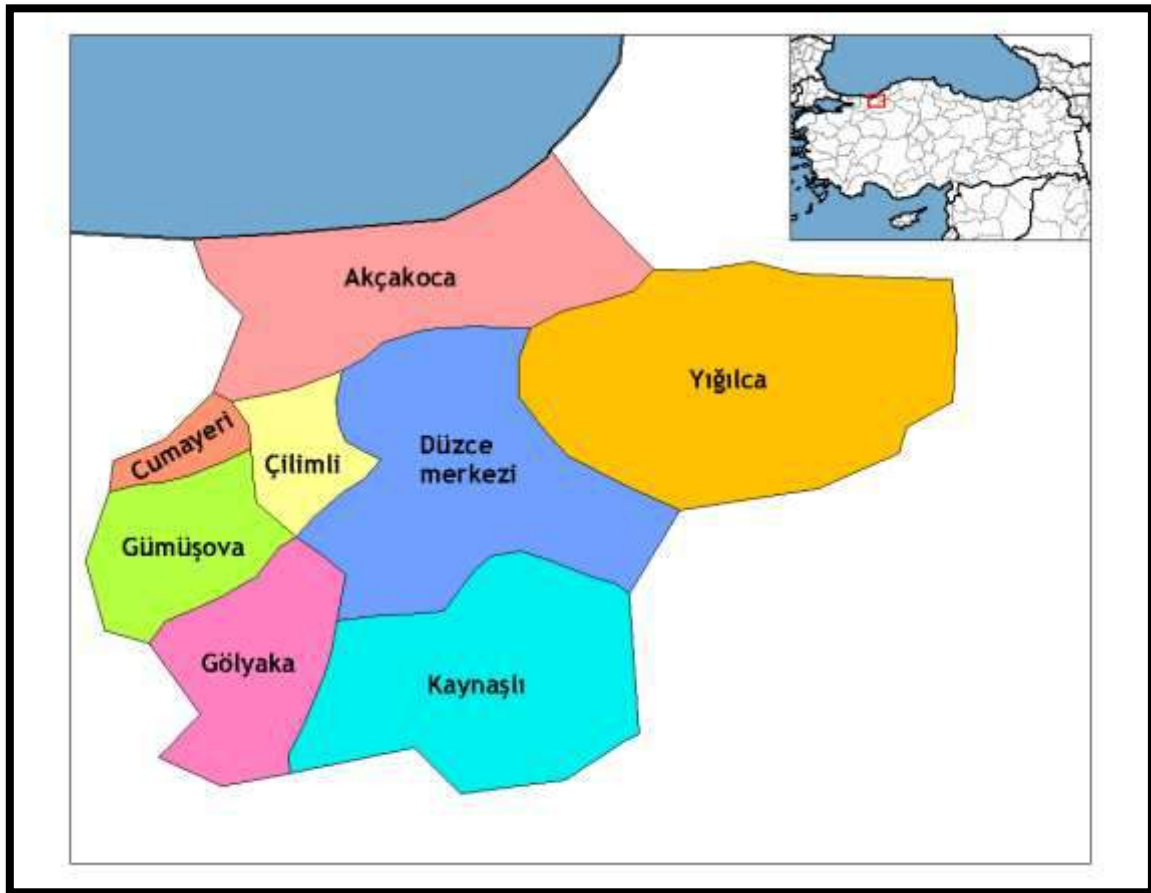 Akçakoca
Yığılca
Cumayeri
Çilimli
Düzce
merkezi
Gümüşova
Gölyaka
Kaynaşlı